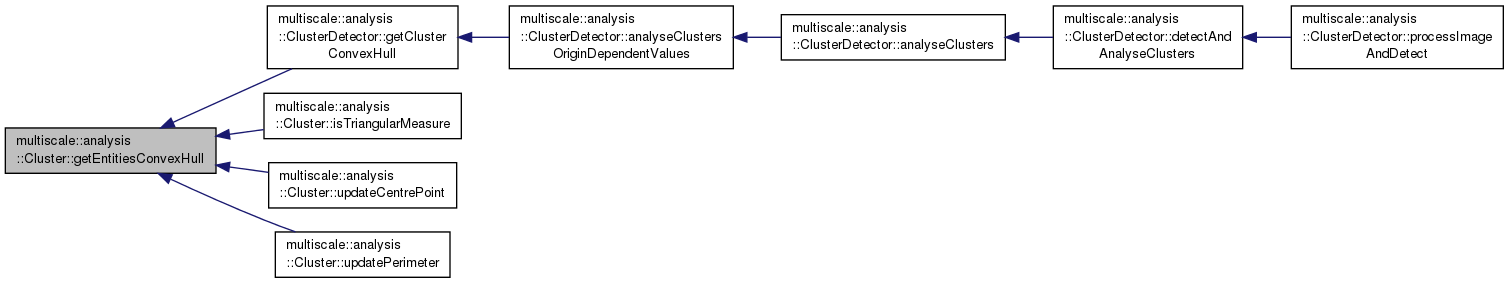 multiscale::analysis
::Cluster::getEntitiesConvexHull
multiscale::analysis
::ClusterDetector::getCluster
ConvexHull
multiscale::analysis
::ClusterDetector::analyseClusters
OriginDependentValues
multiscale::analysis
::ClusterDetector::analyseClusters
multiscale::analysis
::ClusterDetector::detectAnd
AnalyseClusters
multiscale::analysis
::ClusterDetector::processImage
AndDetect
multiscale::analysis
::Cluster::isTriangularMeasure
multiscale::analysis
::Cluster::updateCentrePoint
multiscale::analysis
::Cluster::updatePerimeter